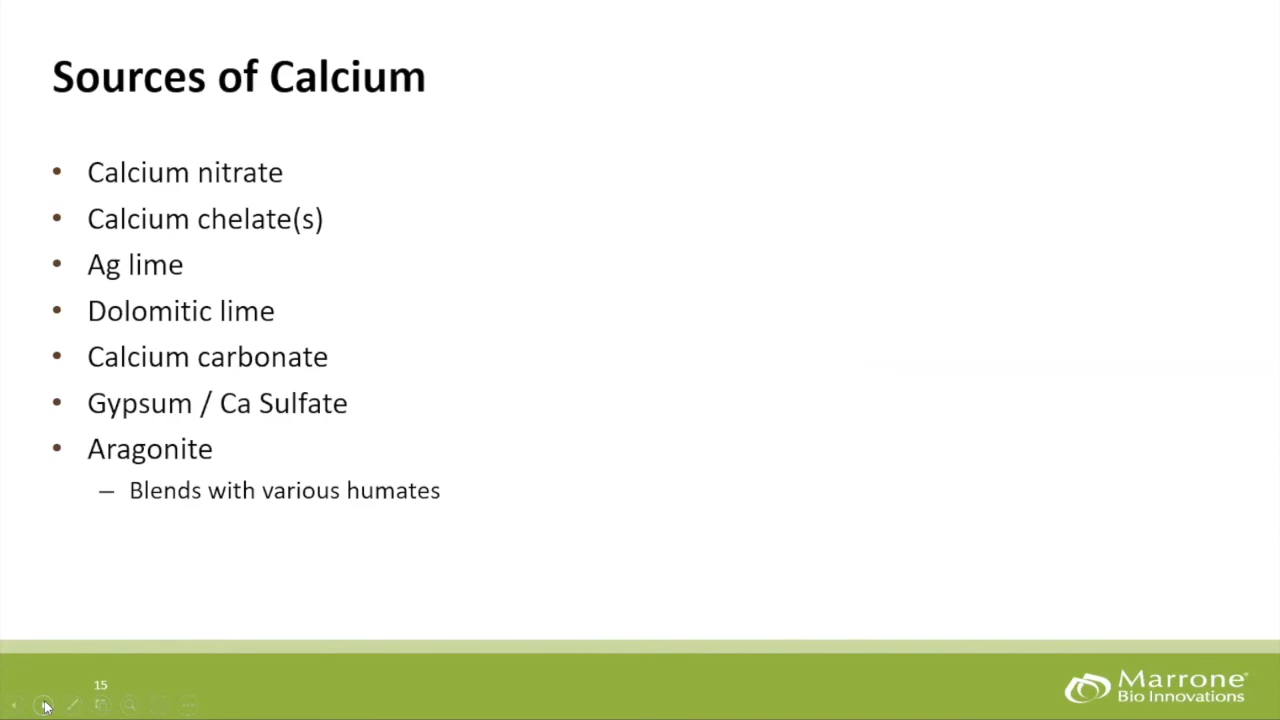 Sources of Calcium
• Calcium nitrate
• Calcium chelate(s)
• Ag lime
• Dolomitic lime
• Calcium carbonate
• Gypsum / Ca Sulfate
• Aragonite
– Blends with various humates
15
Marrone®
Bio Innovations